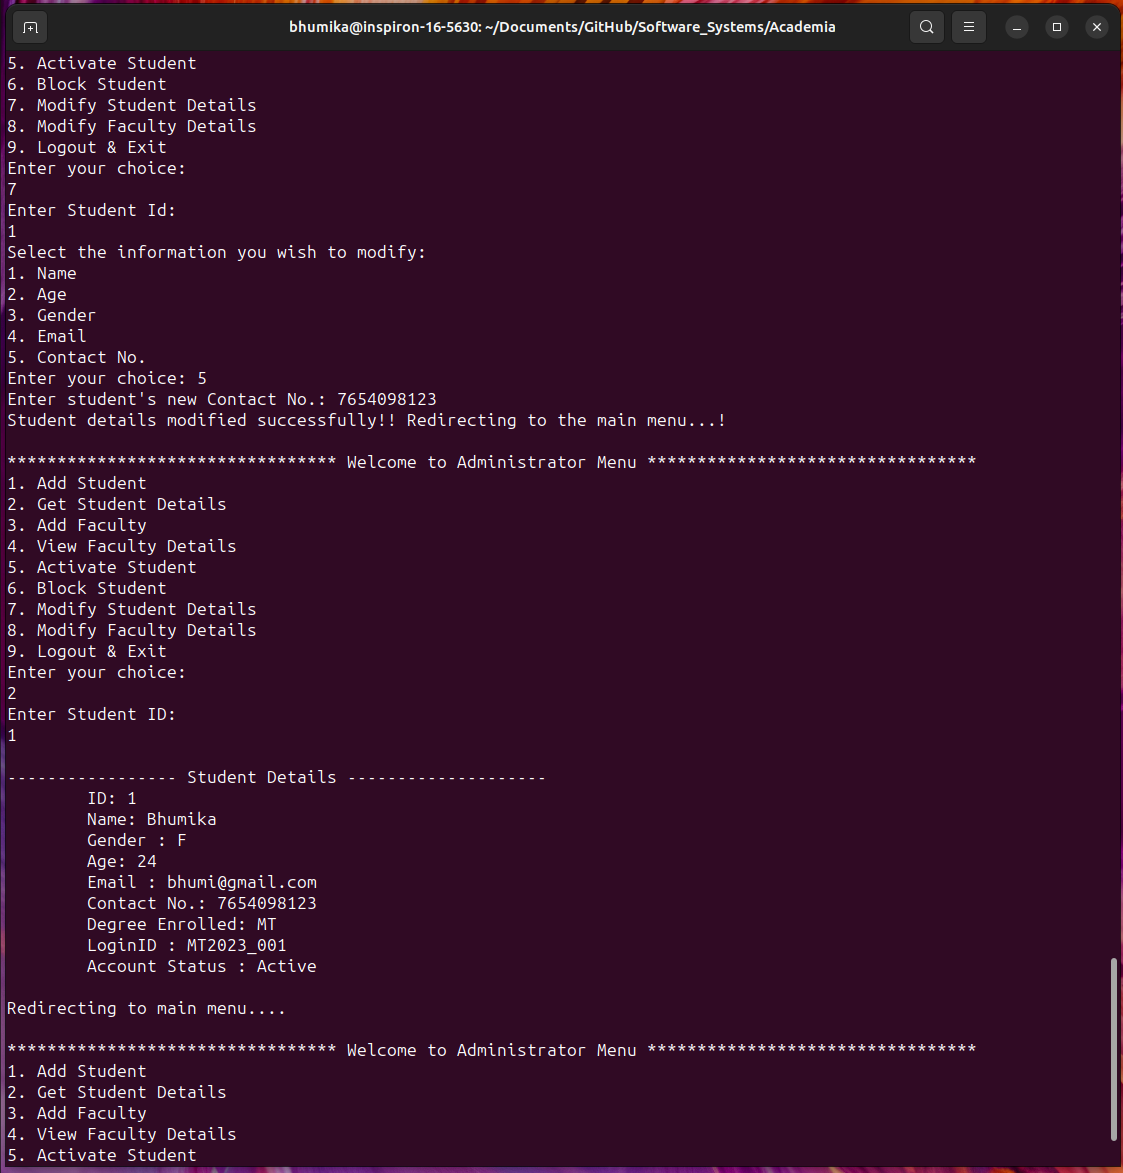 bhumika@inspiron-16-5630: ~/Documents/GitHub/Software_Systems/Academia
5. Activate Student
6. Block Student
7. Modify Student Details
8. Modify Faculty Details
9. Logout & Exit
Enter your choice:
7
Enter Student Id:
1
Select the information you wish to modify:
1. Name
2. Age
3. Gender
4. Email
5. Contact No.
Enter your choice: 5
Enter student's new Contact No.: 7654098123
Student details modified successfully!! Redirecting to the main menu...!
********************************* Welcome to Administrator Menu *********************************
1. Add Student
2. Get Student Details
3. Add Faculty
4. View Faculty Details
5. Activate Student
6. Block Student
7. Modify Student Details
8. Modify Faculty Details
9. Logout & Exit
Enter your choice:
2
Enter Student ID:
1
----------------- Student Details --------------------
ID: 1
Name: Bhumika
Gender : F
Age: 24
Email : bhumi@gmail.com
Contact No.: 7654098123
Degree Enrolled: MT
LoginID : MT2023_001
Account Status : Active
Redirecting to main menu....
********************************* Welcome to Administrator Menu *********************************
1. Add Student
2. Get Student Details
3. Add Faculty
4. View Faculty Details
5. Activate Student